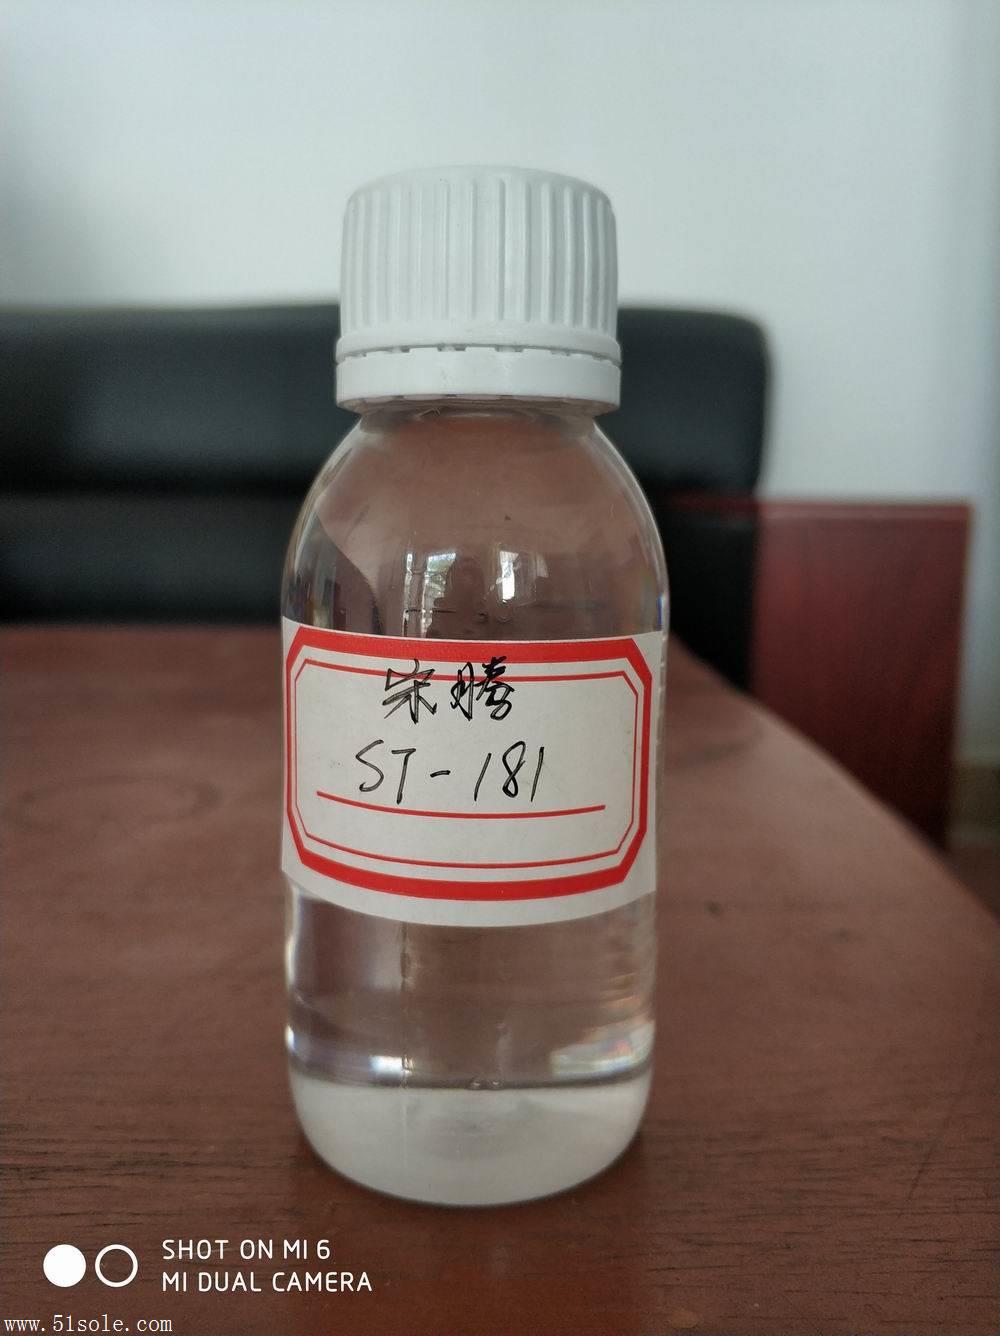 宋腾
ST-181
SHOT ON MI 6
MI DUAL CAMERA
www.51sole.com